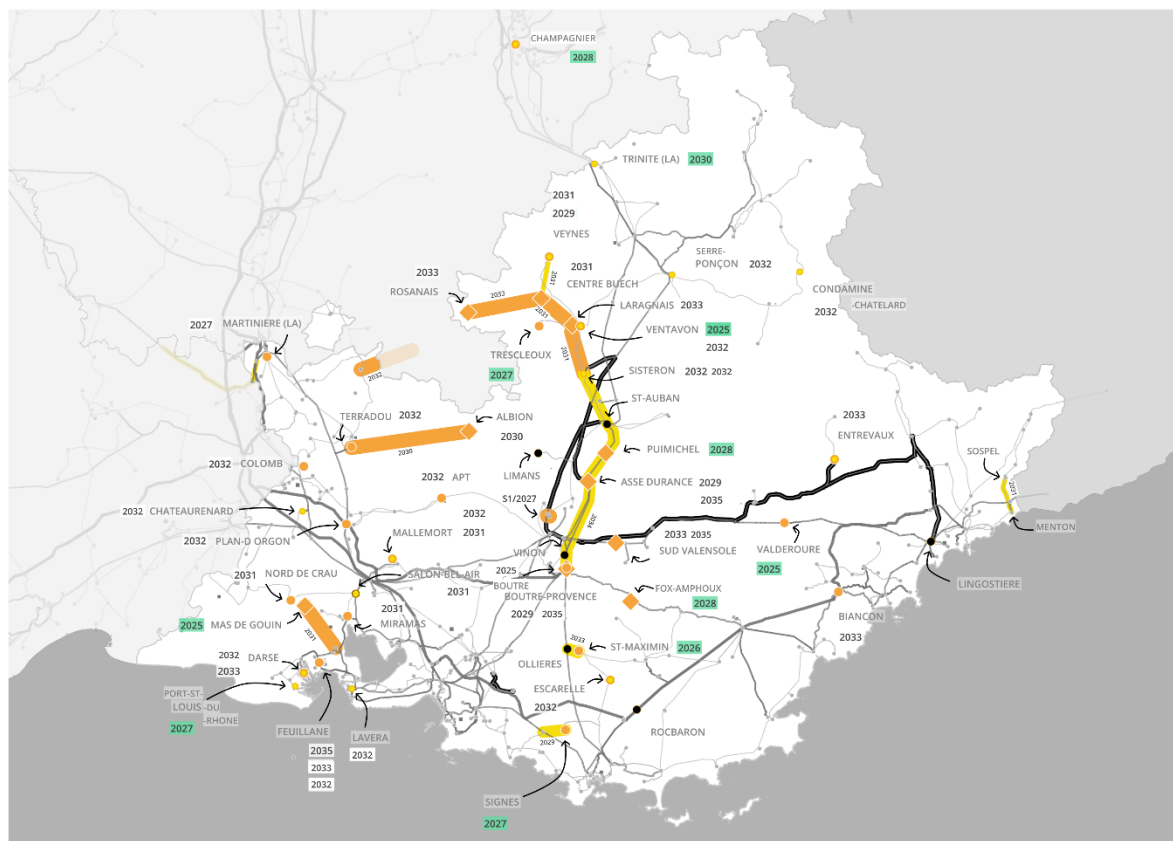 CHAMPAGNIER
2028
TRINITE (LA) 2030
2031
2029
VEYNES
2031
2031
CENTRE BUECH
SERRE-
PONÇON 2032
CONDAMINE
-CHATELARD
2032
2033
ROSANAIS
2032
2031
LARAGNAIS 2033
VENTAVON 2025
2032
2027 MARTINIERE (LA)
TRESCLEOUX
2027
2031
SISTERON 2032 2032
2032
ST-AUBAN
TERRADOU 2032
ALBION
2030
2030
LIMANS
PUIMICHEL 2028
2033
ENTREVAUX
SOSPEL
2031
MENTON
2032 COLOMB
2032 APT
ASSE DURANCE 2029
2035
S1/2027
2034
2032 CHATEAURENARD
PLAN-D ORGON
2032
2032
MALLEMORT 2031
VINON
2033 2035
SUD VALENSOLE
VALDEROURE
2025
LINGOSTIERE
2031 NORD DE CRAU
SALON-BEL-AIR
2025
BOUTRE
2031
BOUTRE-PROVENCE
2029 2035
FOX-AMPHOUX
2028
BIANCON
2033
2025 MAS DE GOUIN
2031
2031
MIRAMAS
2033
ST-MAXIMIN 2026
OLLIERES
2032
2033
DARSE
ESCARELLE
2032
PORT-ST-
LOUIS-DU
-RHONE
2027
FEUILLANE
2035
2033
2032
LAVERA
2032
2029
ROCBARON
SIGNES
2027